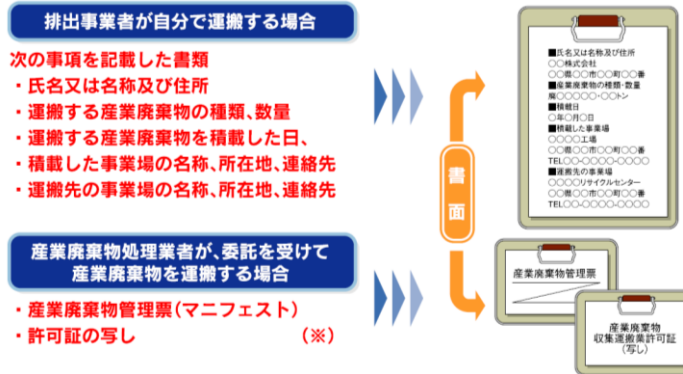 排出事業者が自分で運搬する場合
次の事項を記載した書類
・氏名又は名称及び住所
・運搬する産業廃棄物の種類、数量
・運搬する産業廃棄物を積載した日、
・積載した事業場の名称、所在地、連絡先
・運搬先の事業場の名称、所在地、連絡先
産業廃棄物処理業者が、委託を受けて
産業廃棄物を運搬する場合
・産業廃棄物管理票(マニフェスト)
・許可証の写し (※)
書面
■氏名又は名称及び住所
○○株式会社
○○県○○市○○町○○番
■産業廃棄物の種類・数量
廃○○○○○・○○トン
■積載日
○年○月○日
■積載した事業場
○○○○工場
○○県○○市○○町○○番
TEL○○-○○○○-○○○○
■運搬先の事業場
○○○○リサイクルセンター
○○県○○市○○町○○番
TEL○○-○○○○-○○○○
産業廃棄物管理票
産業廃棄物
収集運搬業許可証
(写し)